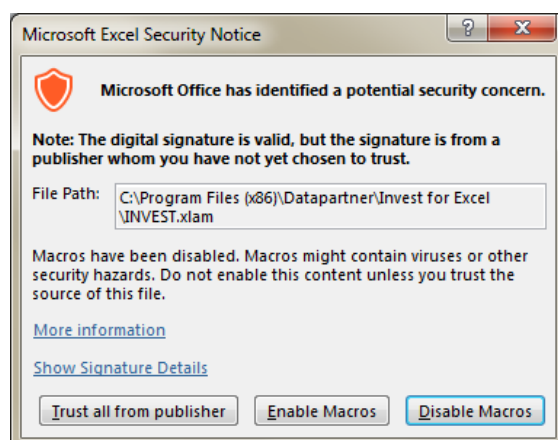 Microsoft Excel Security Notice
Microsoft Office has identified a potential security concern.
Note: The digital signature is valid, but the signature is from a
publisher whom you have not yet chosen to trust.
File Path: C:\Program Files (x86)\Datapartner\Invest for Excel
\INVEST.xlam
Macros have been disabled. Macros might contain viruses or other
security hazards. Do not enable this content unless you trust the
source of this file.
More information
Show Signature Details
Trust all from publisher Enable Macros Disable Macros